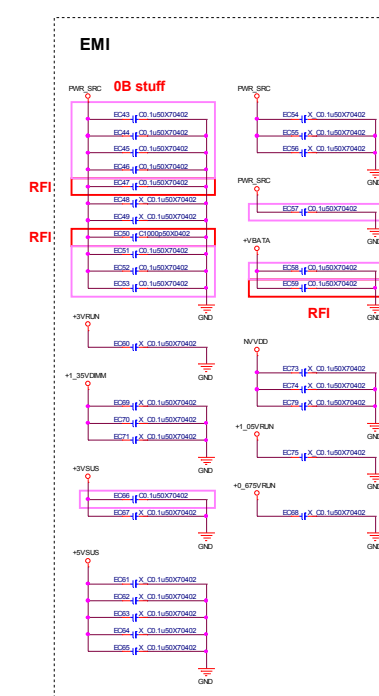 EMI
PWR_SRC 0B stuff
EC43 C0.1u50X70402
EC44 C0.1u50X70402
EC45 C0.1u50X70402
EC46 C0.1u50X70402
RFI EC47 C0.1u50X70402
EC48 X_C0.1u50X70402
EC49 X_C0.1u50X70402
RFI EC50 C1000p50X0402
EC51 C0.1u50X70402
EC52 C0.1u50X70402
EC53 C0.1u50X70402
GND
+3VRUN
EC60 X_C0.1u50X70402
GND
+1_35VDIMM
EC69 X_C0.1u50X70402
EC70 X_C0.1u50X70402
EC71 X_C0.1u50X70402
GND
+3VSUS
EC66 C0.1u50X70402
EC67 X_C0.1u50X70402
GND
+5VSUS
EC61 X_C0.1u50X70402
EC62 X_C0.1u50X70402
EC63 X_C0.1u50X70402
EC64 X_C0.1u50X70402
EC65 X_C0.1u50X70402
GND
PWR_SRC
EC54 X_C0.1u50X70402
EC55 X_C0.1u50X70402
EC56 X_C0.1u50X70402
GND
PWR_SRC
EC57 C0.1u50X70402
GND
+VBATA
EC58 C0.1u50X70402
EC59 C0.1u50X70402
RFI
GND
NVVDD
EC73 X_C0.1u50X70402
EC74 X_C0.1u50X70402
EC79 X_C0.1u50X70402
GND
+1_05VRUN
EC75 X_C0.1u50X70402
GND
+0_675VRUN
EC68 X_C0.1u50X70402
GND